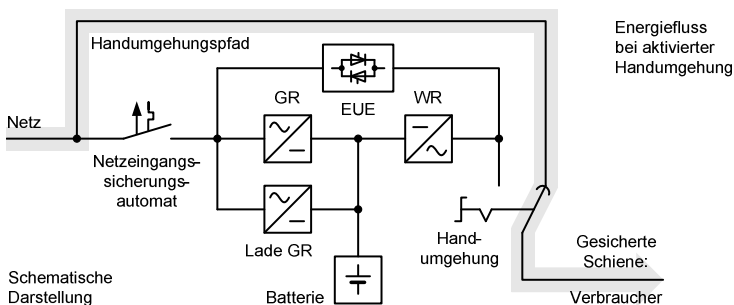 Handumgehungspfad
Energiefluss
bei aktivierter
Handumgehung
GR
EUE
WR
Netz
Netzeingangs-
sicherungs-
automat
Lade GR
Hand-
umgehung
Gesicherte
Schiene:
Verbraucher
Schematische
Darstellung
Batterie